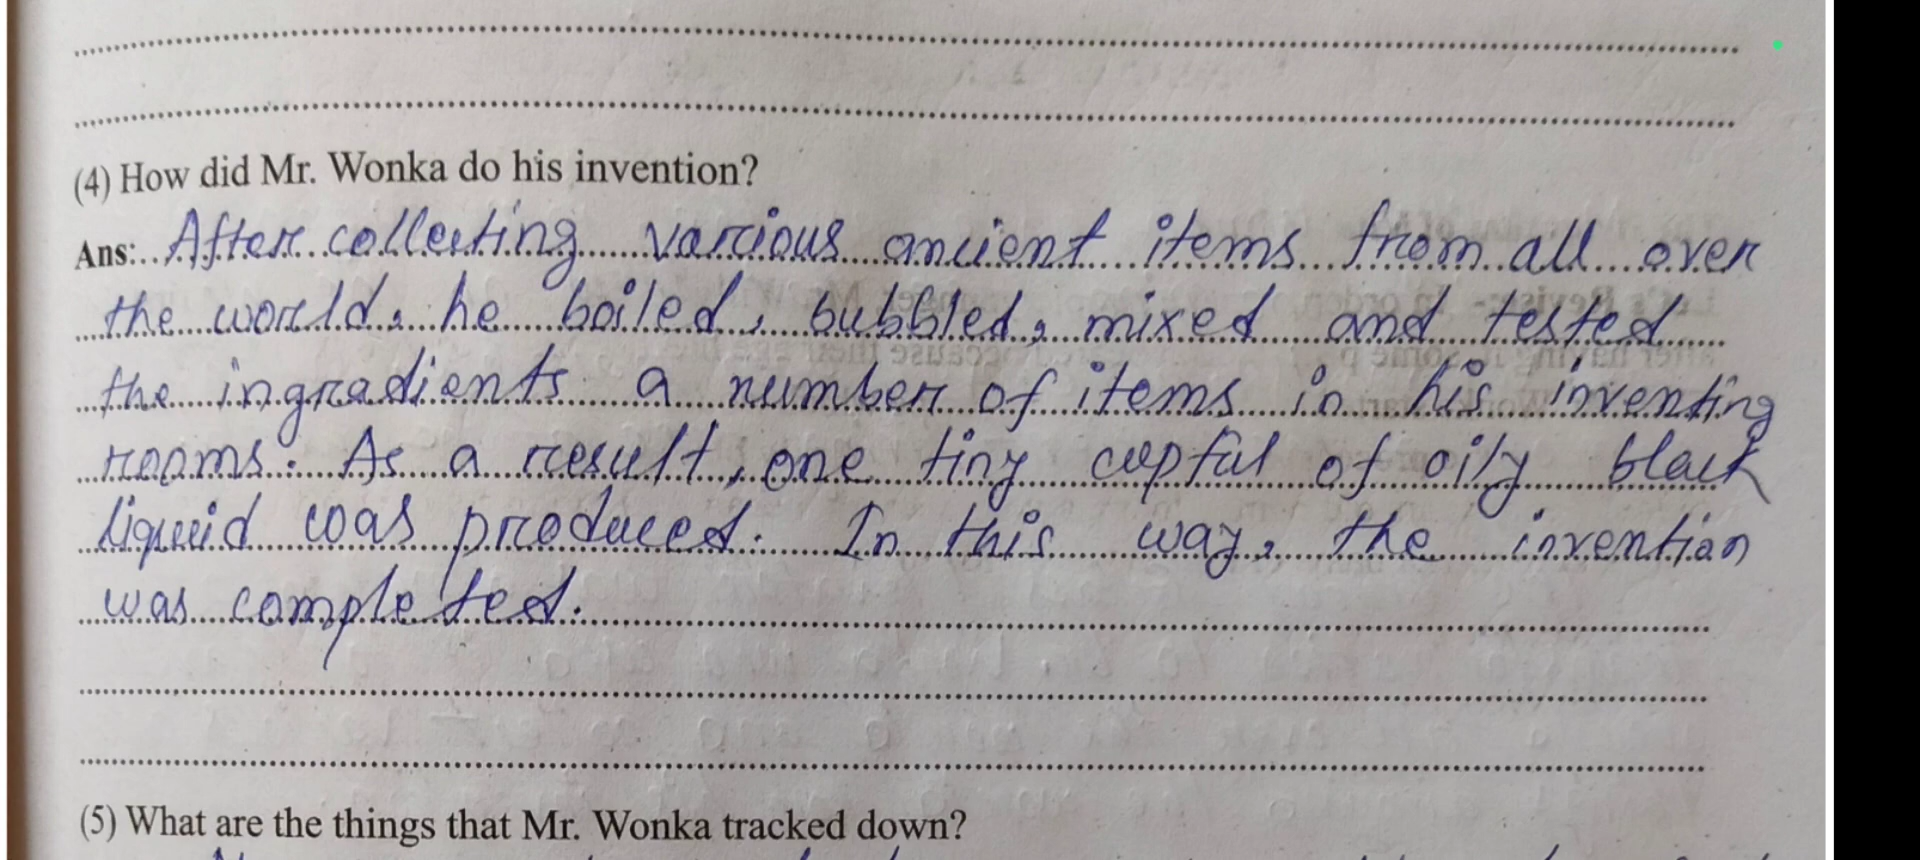 (4) How did Mr. Wonka do his invention?
Ans: After collecting various ancient items from all over
the world, he boiled, bubbled, mixed and tested
the ingradients a number of items in his inventing
rooms. As a result, one tiny cupful of oily black
liquid was produced. In this way, the invention
was completed.
(5) What are the things that Mr. Wonka tracked down?